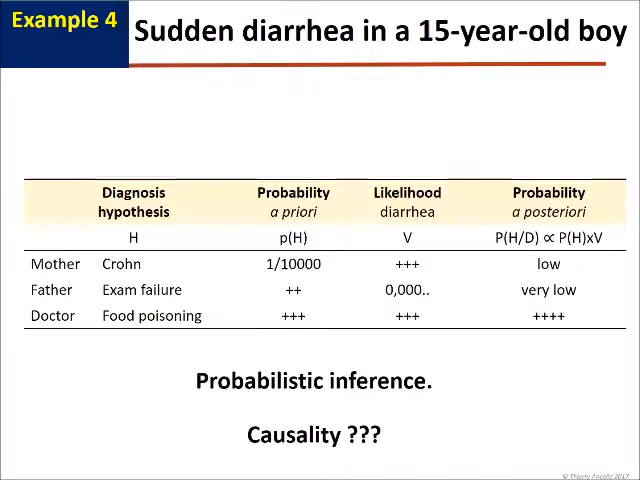 Example 4
Sudden diarrhea in a 15-year-old boy
Diagnosis hypothesis Probability a priori Likelihood diarrhea Probability a posteriori
H p(H) V P(H/D) ∝ P(H)xV
Mother Crohn 1/10000 +++ low
Father Exam failure ++ 0,000.. very low
Doctor Food poisoning +++ +++ ++++
Probabilistic inference.
Causality ???
© Thierry Ancelle 2017